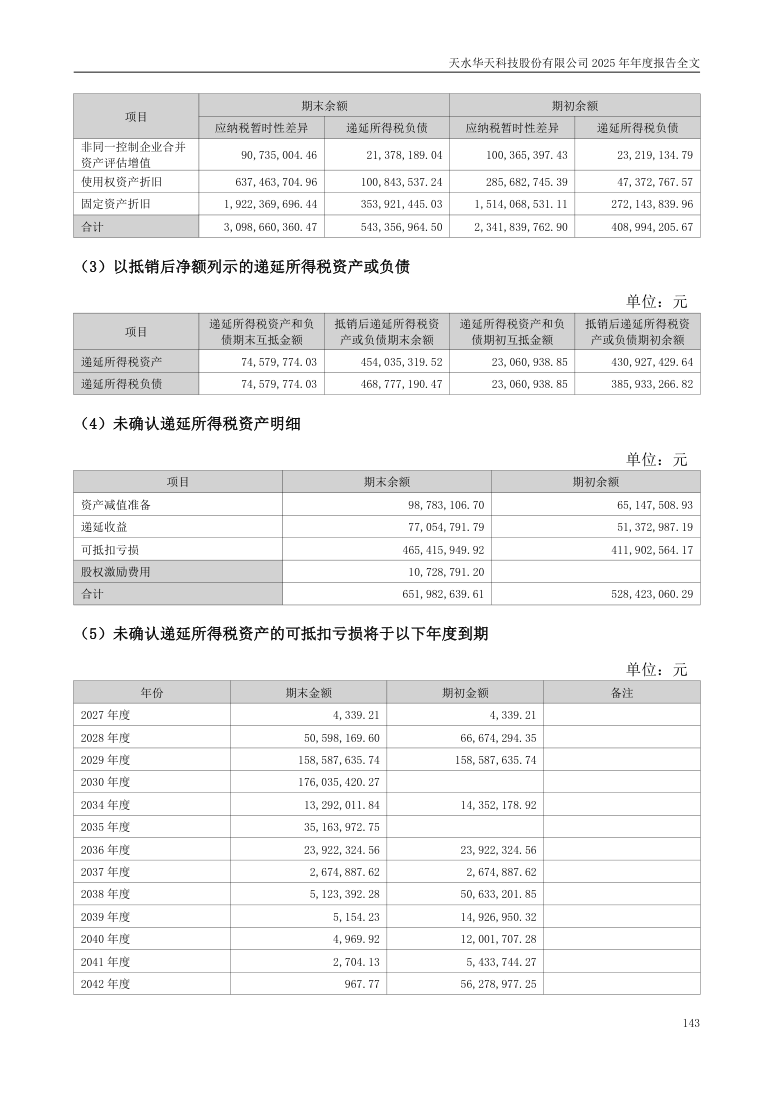 天水华天科技股份有限公司 2025 年年度报告全文
项目 期末余额 期初余额
应纳税暂时性差异 递延所得税负债 应纳税暂时性差异 递延所得税负债
非同一控制企业合并
资产评估增值 90,735,004.46 21,378,189.04 100,365,397.43 23,219,134.79
使用权资产折旧 637,463,704.96 100,843,537.24 285,682,745.39 47,372,767.57
固定资产折旧 1,922,369,696.44 353,921,445.03 1,514,068,531.11 272,143,839.96
合计 3,098,660,360.47 543,356,964.50 2,341,839,762.90 408,994,205.67
（3）以抵销后净额列示的递延所得税资产或负债
单位：元
项目 递延所得税资产和负 抵销后递延所得税资 递延所得税资产和负 抵销后递延所得税资
债期末互抵金额 产或负债期末余额 债期初互抵金额 产或负债期初余额
递延所得税资产 74,579,774.03 454,035,319.52 23,060,938.85 430,927,429.64
递延所得税负债 74,579,774.03 468,777,190.47 23,060,938.85 385,933,266.82
（4）未确认递延所得税资产明细
单位：元
项目 期末余额 期初余额
资产减值准备 98,783,106.70 65,147,508.93
递延收益 77,054,791.79 51,372,987.19
可抵扣亏损 465,415,949.92 411,902,564.17
股权激励费用 10,728,791.20
合计 651,982,639.61 528,423,060.29
（5）未确认递延所得税资产的可抵扣亏损将于以下年度到期
单位：元
年份 期末金额 期初金额 备注
2027 年度 4,339.21 4,339.21
2028 年度 50,598,169.60 66,674,294.35
2029 年度 158,587,635.74 158,587,635.74
2030 年度 176,035,420.27
2034 年度 13,292,011.84 14,352,178.92
2035 年度 35,163,972.75
2036 年度 23,922,324.56 23,922,324.56
2037 年度 2,674,887.62 2,674,887.62
2038 年度 5,123,392.28 50,633,201.85
2039 年度 5,154.23 14,926,950.32
2040 年度 4,969.92 12,001,707.28
2041 年度 2,704.13 5,433,744.27
2042 年度 967.77 56,278,977.25
143